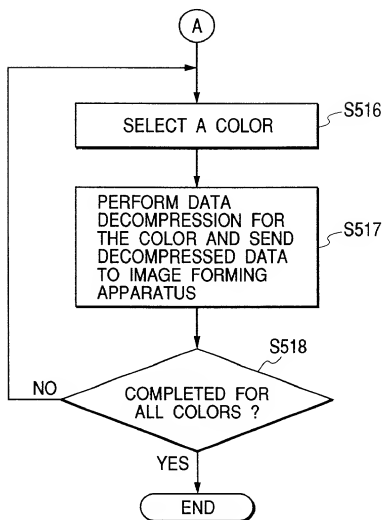 A
SELECT A COLOR
S516
PERFORM DATA
DECOMPRESSION FOR
THE COLOR AND SEND
DECOMPRESSED DATA
TO IMAGE FORMING
APPARATUS
S517
S518
COMPLETED FOR
ALL COLORS ?
NO
YES
END